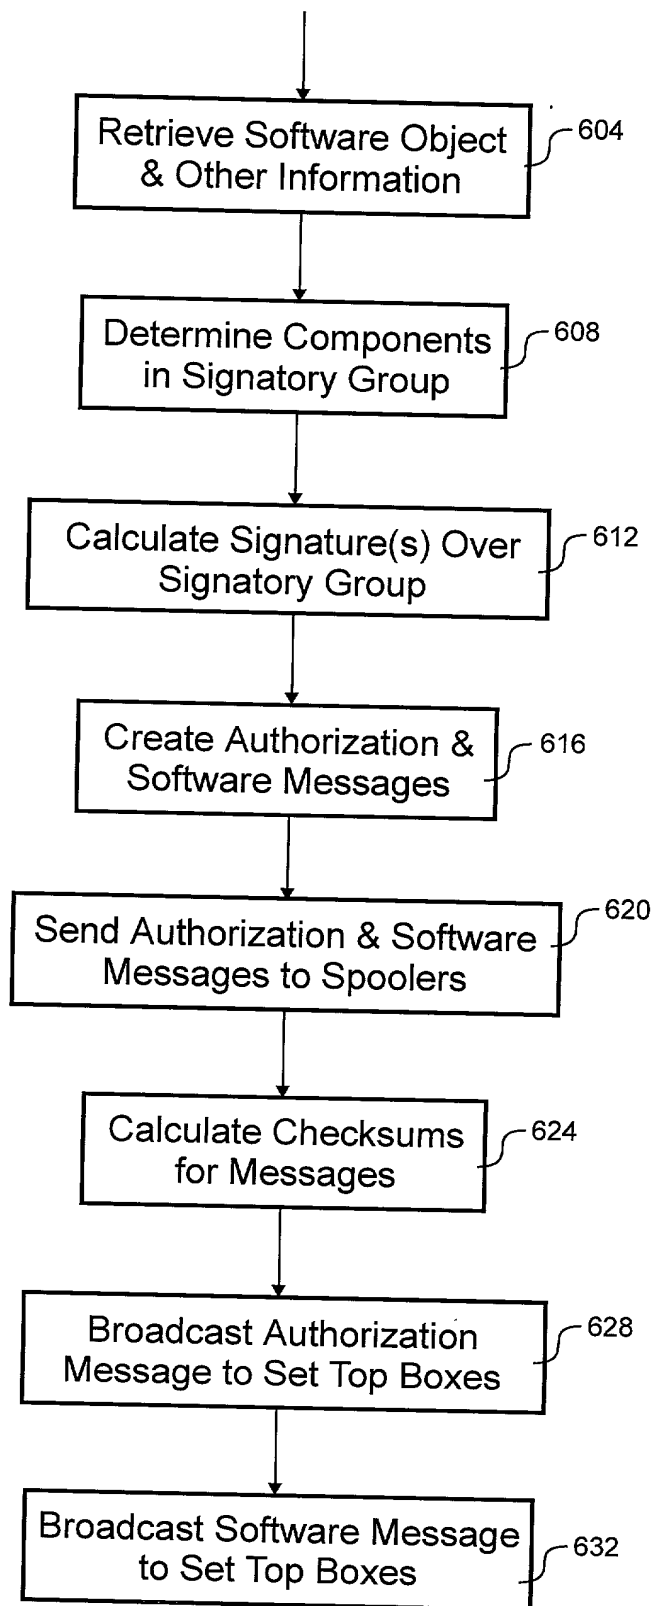 Retrieve Software Object
& Other Information
604
Determine Components
in Signatory Group
608
Calculate Signature(s) Over
Signatory Group
612
Create Authorization &
Software Messages
616
Send Authorization & Software
Messages to Spoolers
620
Calculate Checksums
for Messages
624
Broadcast Authorization
Message to Set Top Boxes
628
Broadcast Software Message
to Set Top Boxes
632